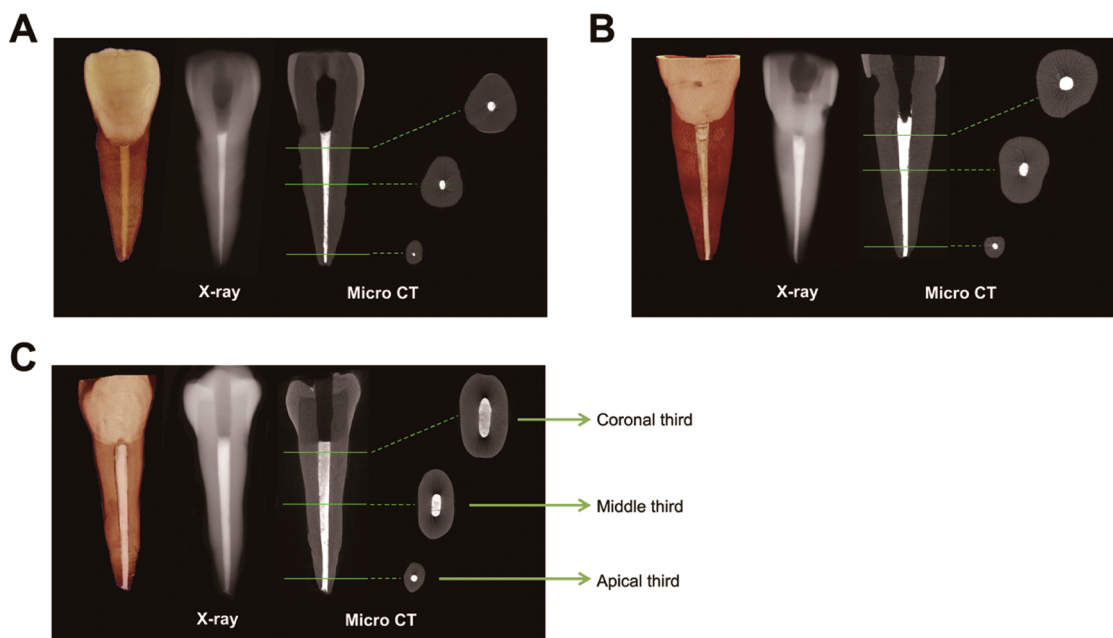 A
B
X-ray
Micro CT
X-ray
Micro CT
C
Coronal third
Middle third
Apical third
X-ray
Micro CT